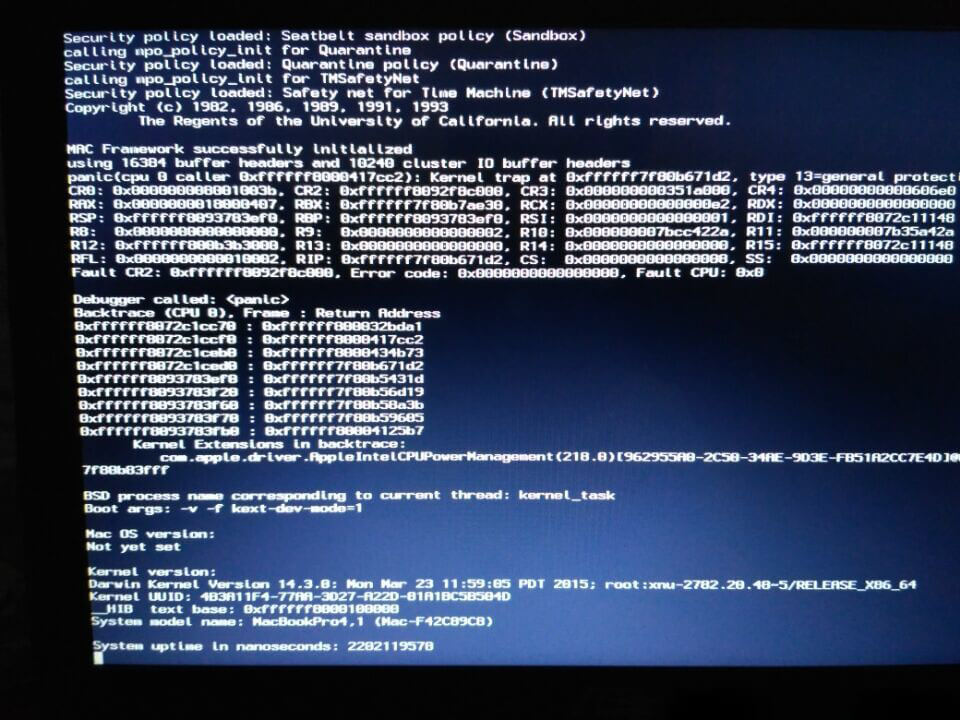 Security policy loaded: Seatbelt sandbox policy (Sandbox)
calling mpo_policy_init for Quarantine
Security policy loaded: Quarantine policy (Quarantine)
calling mpo_policy_init for TMSafetyNet
Security policy loaded: Safety net for Time Machine (TMSafetyNet)
Copyright (c) 1982, 1986, 1989, 1991, 1993
The Regents of the University of California. All rights reserved.
MAC Framework successfully initialized
using 16384 buffer headers and 10240 cluster IO buffer headers
panic(cpu 0 caller 0xffffff8000417cc2): Kernel trap at 0xffffff7f80b671d2, type 13=general protecti
CR0: 0x000000000001003b, CR2: 0xffffff8092f0c000, CR3: 0x000000000351a000, CR4: 0x00000000000606e0
RAX: 0x0000000018000407, RBX: 0xffffff7f80b7ae30, RCX: 0x00000000000000e2, RDX: 0x0000000000000000
RSP: 0xffffff8093783ef0, RBP: 0xffffff8093783ef0, RSI: 0x0000000000000001, RDI: 0xffffff8072c11148
R8: 0x0000000000000000, R9: 0x0000000000000002, R10: 0x000000007bcc422a, R11: 0x000000007b35a42a
R12: 0xffffff800b3b3000, R13: 0x0000000000000000, R14: 0x0000000000000000, R15: 0xffffff8072c11148
RFL: 0x0000000000010002, RIP: 0xffffff7f80b671d2, CS: 0x0000000000000000, SS: 0x0000000000000000
Fault CR2: 0xffffff8092f0c000, Error code: 0x0000000000000000, Fault CPU: 0x0
Debugger called: <panic>
Backtrace (CPU 0), Frame : Return Address
0xffffff8072c1cc70 : 0xffffff800032bda1
0xffffff8072c1ccf0 : 0xffffff8000417cc2
0xffffff8072c1ceb0 : 0xffffff8000434b73
0xffffff8072c1ced0 : 0xffffff7f80b671d2
0xffffff8093783ef0 : 0xffffff7f80b5431d
0xffffff8093783f20 : 0xffffff7f80b56d19
0xffffff8093783f60 : 0xffffff7f80b58a3b
0xffffff8093783f70 : 0xffffff7f80b59605
0xffffff8093783fb0 : 0xffffff80004125b7
Kernel Extensions in backtrace:
com.apple.driver.AppleIntelCPUPowerManagement(218.0)[962955A0-2C50-34AE-9D3E-FB51A2CC7E4D]@0
7f80b83fff
BSD process name corresponding to current thread: kernel_task
Boot args: -v -f kext-dev-mode=1
Mac OS version:
Not yet set
Kernel version:
Darwin Kernel Version 14.3.0: Mon Mar 23 11:59:05 PDT 2015; root:xnu-2782.20.48~5/RELEASE_X86_64
Kernel UUID: 4B3A11F4-77AA-3D27-A22D-81A1BC5B504D
__HIB text base: 0xffffff8000100000
System model name: MacBookPro4,1 (Mac-F42C89C8)
System uptime in nanoseconds: 2202119570